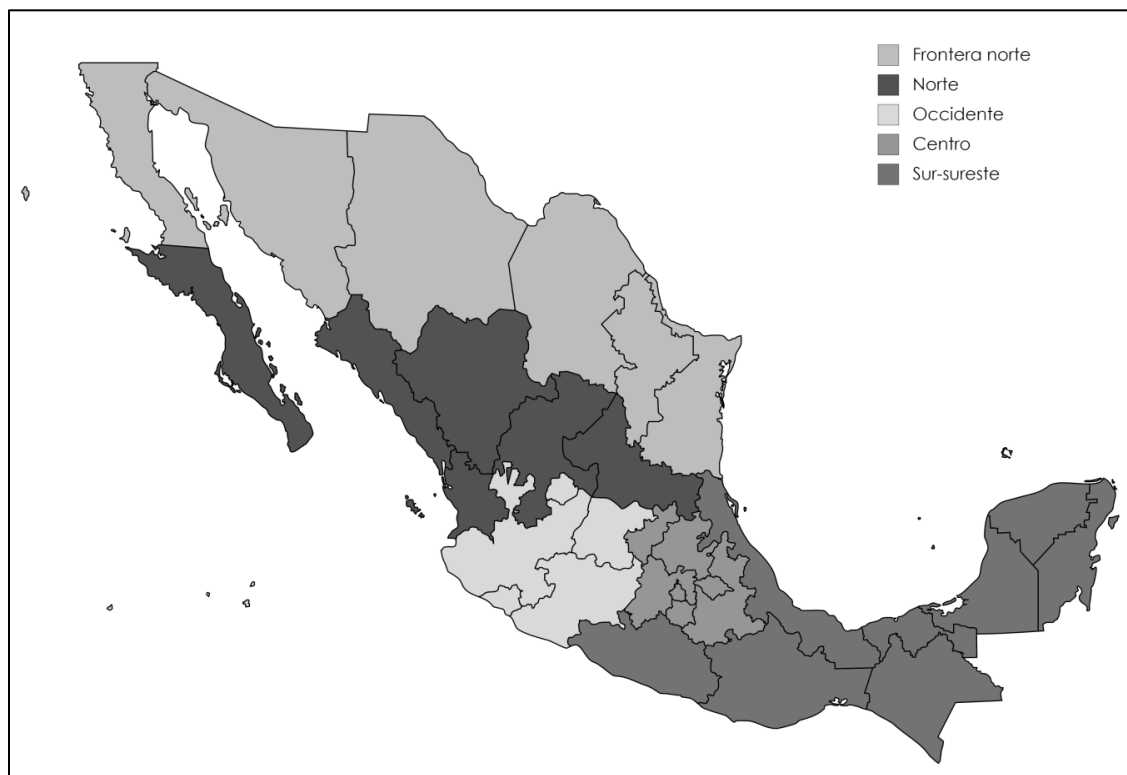 Frontera norte
Norte
Occidente
Centro
Sur-sureste